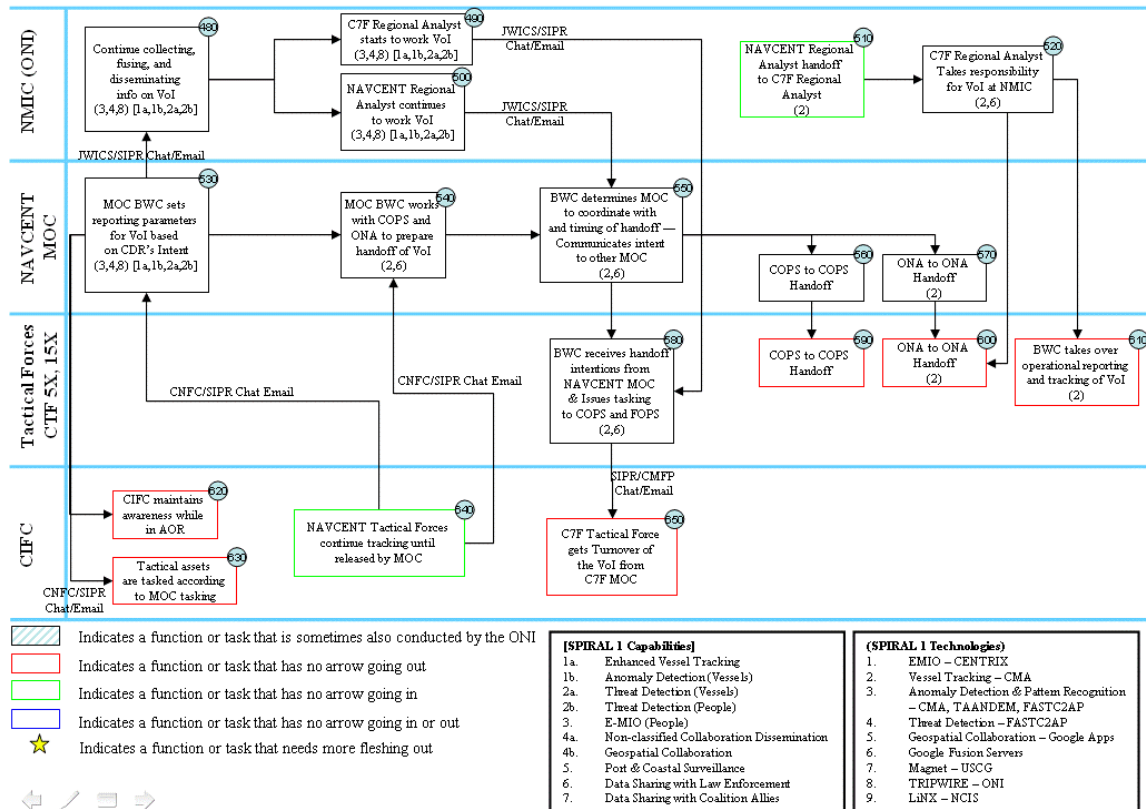 NMIC (ONI)
480
Continue collecting,
fusing, and
disseminating
info on VoI
(3,4,8) [1a,1b,2a,2b]
490
C7F Regional Analyst
starts to work VoI
(3,4,8) [1a,1b,2a,2b]
JWICS/SIPR
Chat/Email
500
NAVCENT Regional
Analyst continues
to work VoI
(3,4,8) [1a,1b,2a,2b]
JWICS/SIPR
Chat/Email
510
NAVCENT Regional
Analyst handoff
to C7F Regional
Analyst
(2)
520
C7F Regional Analyst
Takes responsibility
for VoI at NMIC
(2,6)
JWICS/SIPR Chat/Email
NAVCENT
MOC
530
MOC BWC sets
reporting parameters
for VoI based
on CDR's Intent
(3,4,8) [1a,1b,2a,2b]
540
MOC BWC works
with COPS and
ONA to prepare
handoff of VoI
(2,6)
550
BWC determines MOC
to coordinate with
and timing of handoff —
Communicates intent
to other MOC
(2,6)
560
COPS to COPS
Handoff
570
ONA to ONA
Handoff
(2)
Tactical Forces
CTF 5X, 15X
CNFC/SIPR Chat Email
CNFC/SIPR
Chat/Email
580
BWC receives handoff
intentions from
NAVCENT MOC
& Issues tasking
to COPS and FOPS
(2,6)
590
COPS to COPS
Handoff
600
ONA to ONA
Handoff
(2)
610
BWC takes over
operational reporting
and tracking of VoI
(2)
CIFC
SIPR/CMFP
Chat/Email
620
CIFC maintains
awareness while
in AOR
630
Tactical assets
are tasked according
to MOC tasking
CNFC/SIPR
Chat/Email
640
NAVCENT Tactical Forces
continue tracking until
released by MOC
650
C7F Tactical Force
gets Turnover of
the VoI from
C7F MOC
Indicates a function or task that is sometimes also conducted by the ONI
Indicates a function or task that has no arrow going out
Indicates a function or task that has no arrow going in
Indicates a function or task that has no arrow going in or out
Indicates a function or task that needs more fleshing out
[SPIRAL 1 Capabilities]
1a. Enhanced Vessel Tracking
1b. Anomaly Detection (Vessels)
2a. Threat Detection (Vessels)
2b. Threat Detection (People)
3. E-MIO (People)
4a. Non-classified Collaboration Dissemination
4b. Geospatial Collaboration
5. Port & Coastal Surveillance
6. Data Sharing with Law Enforcement
7. Data Sharing with Coalition Allies
(SPIRAL 1 Technologies)
1. EMIO – CENTRIX
2. Vessel Tracking – CMA
3. Anomaly Detection & Pattern Recognition
– CMA, TAANDEM, FASTC2AP
4. Threat Detection – FASTC2AP
5. Geospatial Collaboration – Google Apps
6. Google Fusion Servers
7. Magnet – USCG
8. TRIPWIRE – ONI
9. LiNX – NCIS